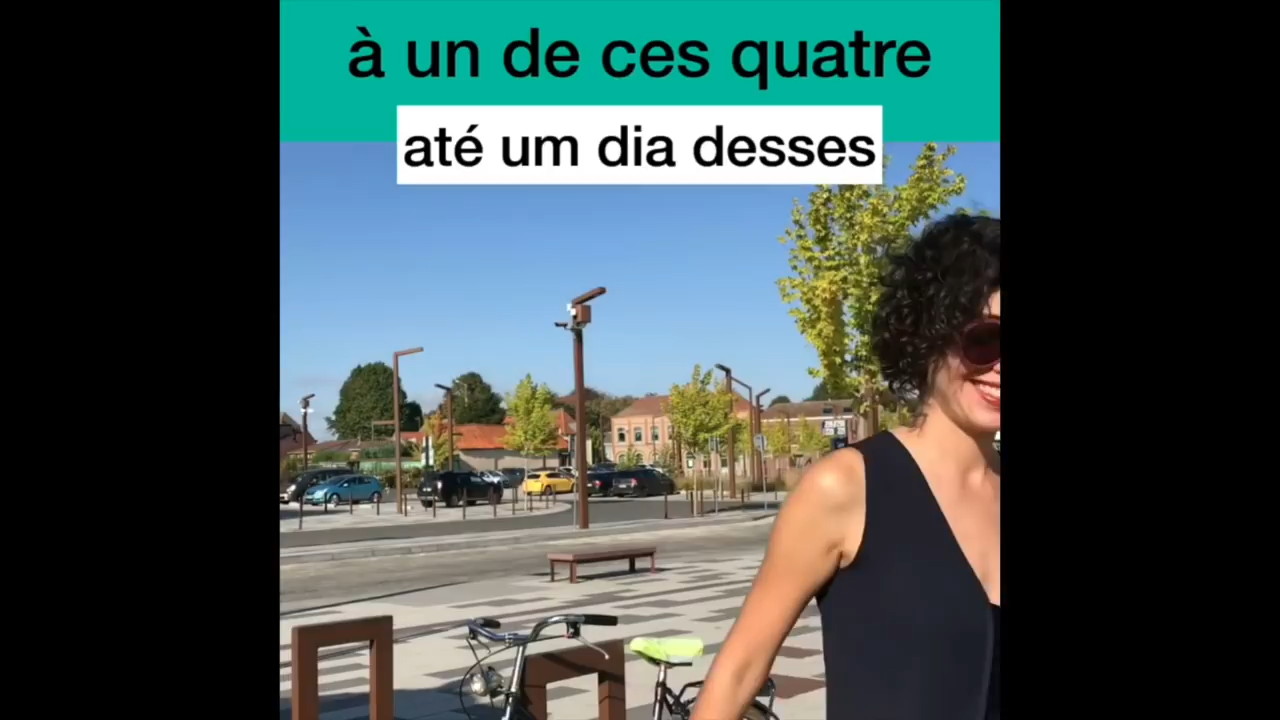 à un de ces quatre
até um dia desses